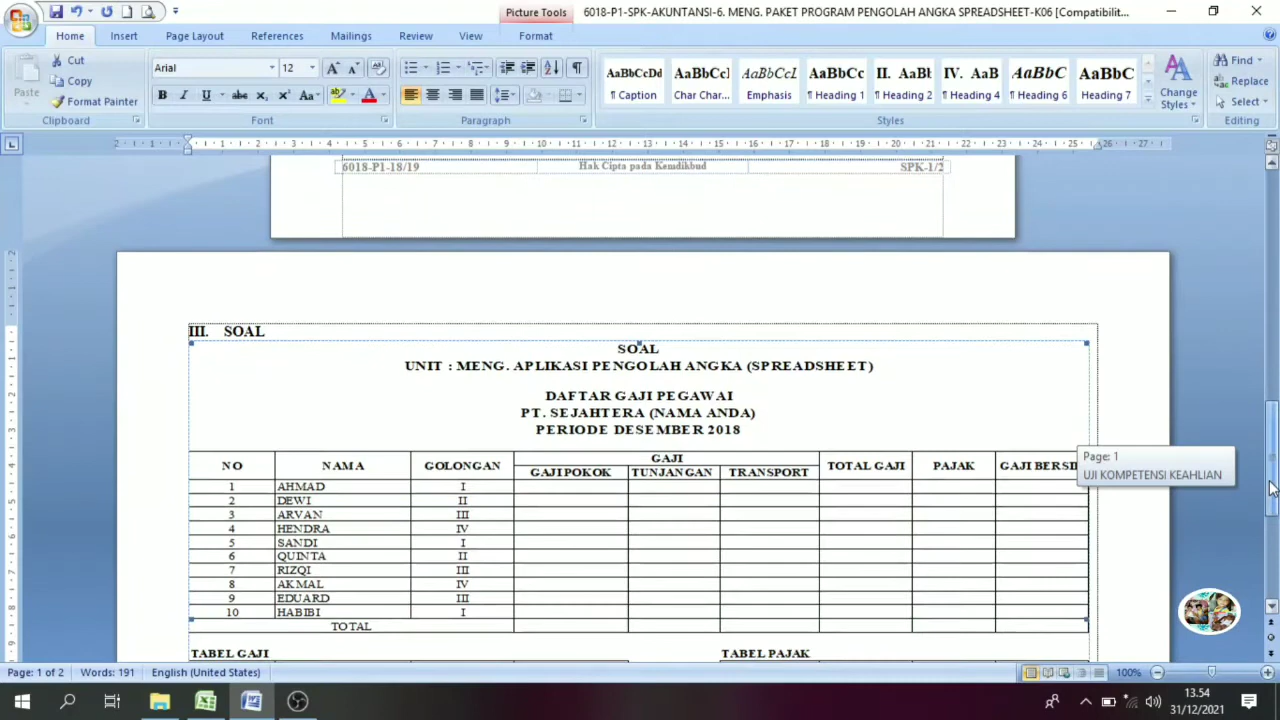 6018-P1-SPK-AKUNTANSI-6. MENG. PAKET PROGRAM PENGOLAH ANGKA SPREADSHEET-K06 [Compatibilit...
Picture Tools
Home Insert Page Layout References Mailings Review View Format
Paste
Cut
Copy
Format Painter
Clipboard
Arial 12
Font
Paragraph
AaBbCcDd AaBbCcI AaBbCcL AaBbCc II. AaBb IV. AaB AaBbC AaBbC
¶ Caption Char Char... Emphasis ¶ Heading 1 ¶ Heading 2 ¶ Heading 4 ¶ Heading 6 ¶ Heading 7
Change Styles
Styles
Find
Replace
Select
Editing
6018-P1-18/19 Hak Cipta pada Kemdikbud SPK-1/2
III. SOAL
SOAL
UNIT : MENG. APLIKASI PENGOLAH ANGKA (SPREADSHEET)
DAFTAR GAJI PEGAWAI
PT. SEJAHTERA (NAMA ANDA)
PERIODE DESEMBER 2018
NO NAMA GOLONGAN GAJI TOTAL GAJI PAJAK GAJI BERSI
GAJI POKOK TUNJANGAN TRANSPORT
1 AHMAD I
2 DEWI II
3 ARVAN III
4 HENDRA IV
5 SANDI I
6 QUINTA II
7 RIZQI III
8 AKMAL IV
9 EDUARD III
10 HABIBI I
TOTAL
TABEL GAJI TABEL PAJAK
Page: 1
UJI KOMPETENSI KEAHLIAN
Page: 1 of 2 Words: 191 English (United States) 100%
13.54
31/12/2021